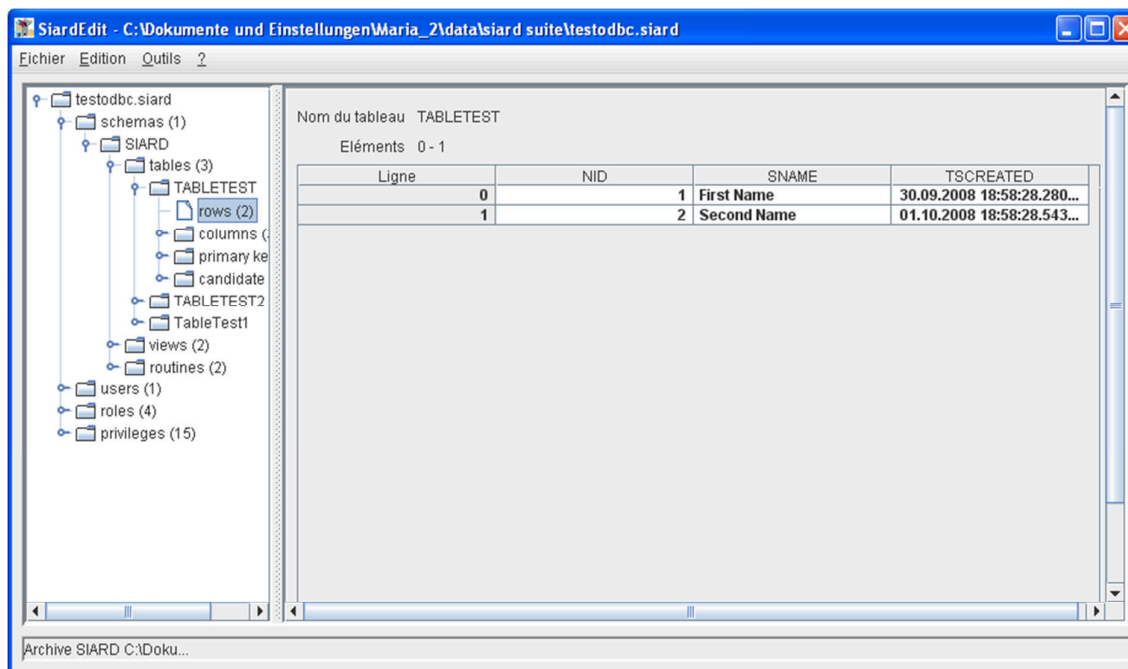 SiardEdit - C:\Dokumente und Einstellungen\Maria_2\data\siard suite\testodbc.siard
Fichier Edition Outils ?
testodbc.siard
schemas (1)
SIARD
tables (3)
TABLETEST
rows (2)
columns (
primary ke
candidate
TABLETEST2
TableTest1
views (2)
routines (2)
users (1)
roles (4)
privileges (15)
Nom du tableau TABLETEST
Eléments 0 - 1
Ligne NID SNAME TSCREATED
0 1 First Name 30.09.2008 18:58:28.280...
1 2 Second Name 01.10.2008 18:58:28.543...
Archive SIARD C:\Doku...